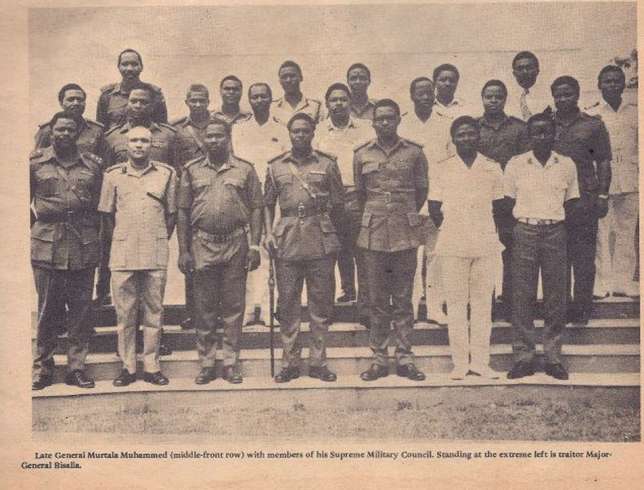 Late General Murtala Muhammed (middle-front row) with members of his Supreme Military Council. Standing at the extreme left is traitor Major-
General Bisalla.